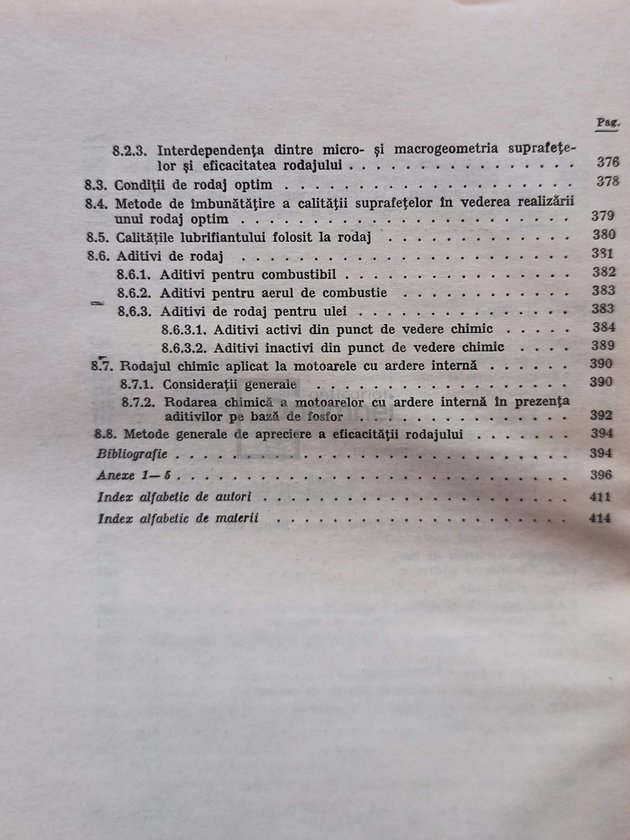 Pag.
8.2.3. Interdependența dintre micro- și macrogeometria suprafețe-
lor și eficacitatea rodajului . . . . . . . . . . . . . . . 376
8.3. Condiții de rodaj optim . . . . . . . . . . . . . . . . . . 378
8.4. Metode de îmbunătățire a calității suprafețelor în vederea realizării
unui rodaj optim . . . . . . . . . . . . . . . . . . . . . 379
8.5. Calitățile lubrifiantului folosit la rodaj . . . . . . . . . . . . 380
8.6. Aditivi de rodaj . . . . . . . . . . . . . . . . . . . . . 381
8.6.1. Aditivi pentru combustibil . . . . . . . . . . . . . . . 382
8.6.2. Aditivi pentru aerul de combustie . . . . . . . . . . . 383
8.6.3. Aditivi de rodaj pentru ulei . . . . . . . . . . . . . . 383
8.6.3.1. Aditivi activi din punct de vedere chimic . . . . . 384
8.6.3.2. Aditivi inactivi din punct de vedere chimic . . . . 389
8.7. Rodajul chimic aplicat la motoarele cu ardere internă . . . . . . 390
8.7.1. Considerații generale . . . . . . . . . . . . . . . . . 390
8.7.2. Rodarea chimică a motoarelor cu ardere internă în prezența
aditivilor pe bază de fosfor . . . . . . . . . . . . . . 392
8.8. Metode generale de apreciere a eficacității rodajului . . . . . . . 394
Bibliografie . . . . . . . . . . . . . . . . . . . . . . . . . 394
Anexe 1—5 . . . . . . . . . . . . . . . . . . . . . . . . . 396
Index alfabetic de autori . . . . . . . . . . . . . . . . . . . 411
Index alfabetic de materii . . . . . . . . . . . . . . . . . . 414